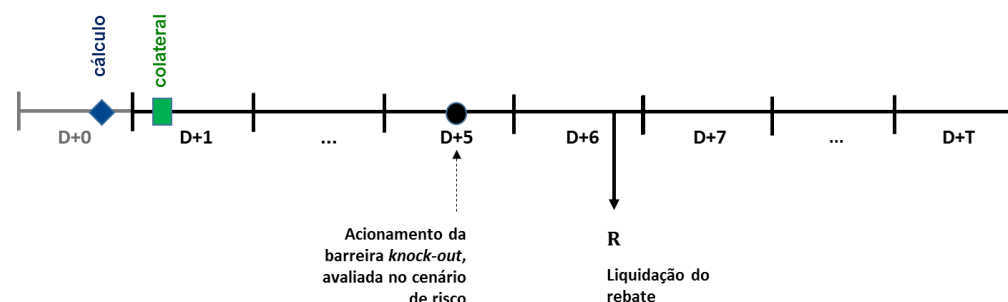 cálculo
colateral
D+0
D+1
...
D+5
D+6
D+7
...
D+T
Acionamento da
barreira knock-out,
avaliada no cenário
de risco
R
Liquidação do
rebate